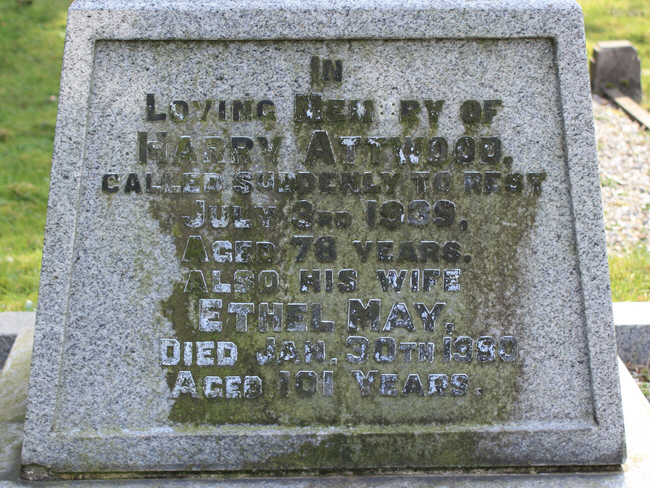 IN
LOVING MEMORY OF
HARRY ATTWOOD,
CALLED SUDDENLY TO REST
JULY 3RD 1939,
AGED 78 YEARS.
ALSO HIS WIFE
ETHEL MAY,
DIED JAN. 30TH 1980
AGED 101 YEARS.